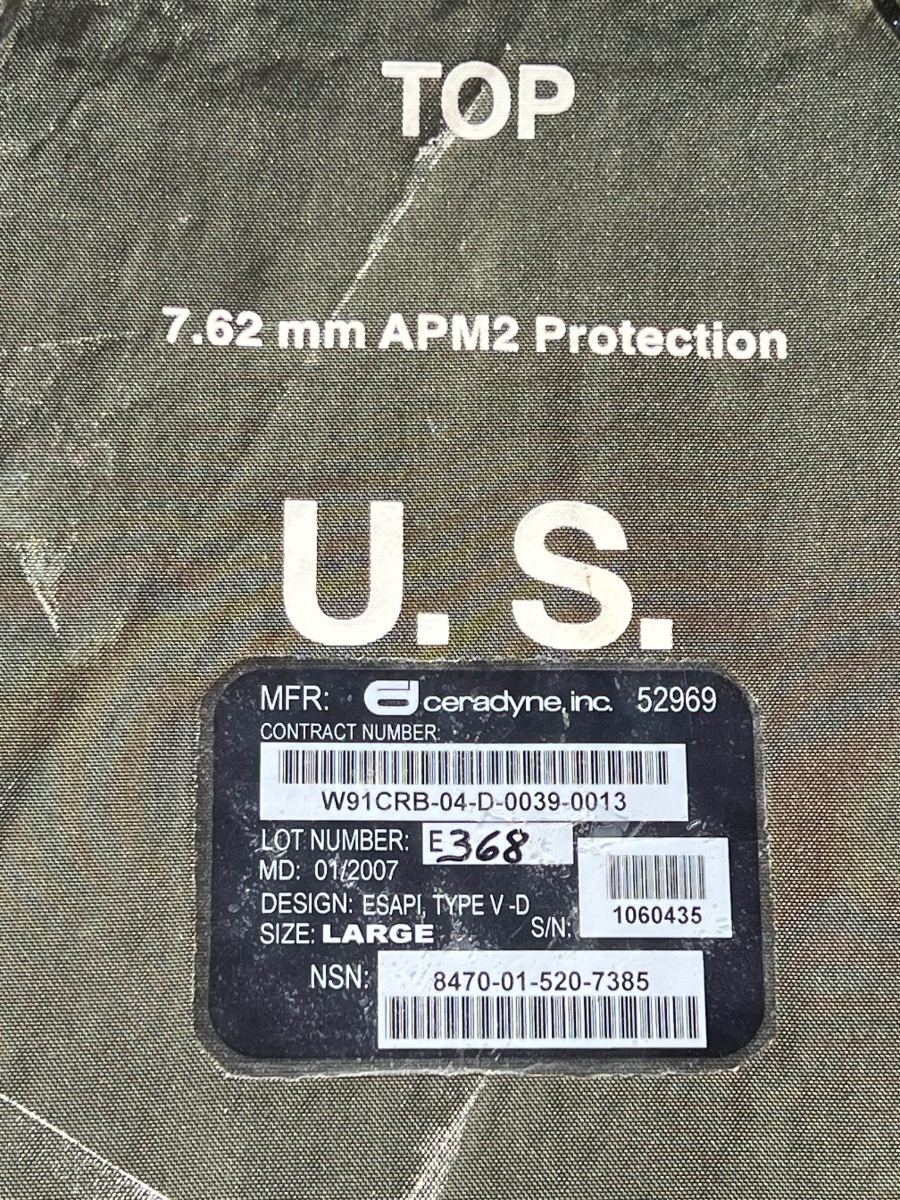 TOP
7.62 mm APM2 Protection
U. S.
MFR: ceradyne, inc. 52969
CONTRACT NUMBER:
W91CRB-04-D-0039-0013
LOT NUMBER: E368
MD: 01/2007
DESIGN: ESAPI, TYPE V -D
SIZE: LARGE
S/N: 1060435
NSN: 8470-01-520-7385